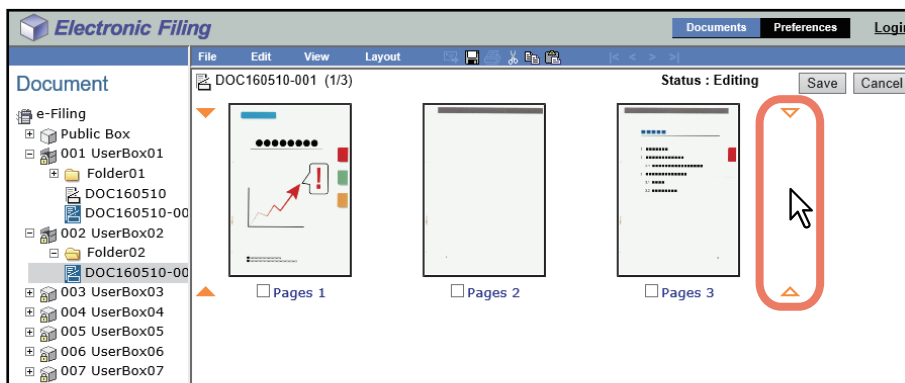 Electronic Filing
Documents Preferences Login
File Edit View Layout |< < > >|
Document
DOC160510-001 (1/3) Status : Editing Save Cancel
e-Filing
Public Box
001 UserBox01
Folder01
DOC160510
DOC160510-00
002 UserBox02
Folder02
DOC160510-00
003 UserBox03
004 UserBox04
005 UserBox05
006 UserBox06
007 UserBox07
!
Pages 1 Pages 2 Pages 3